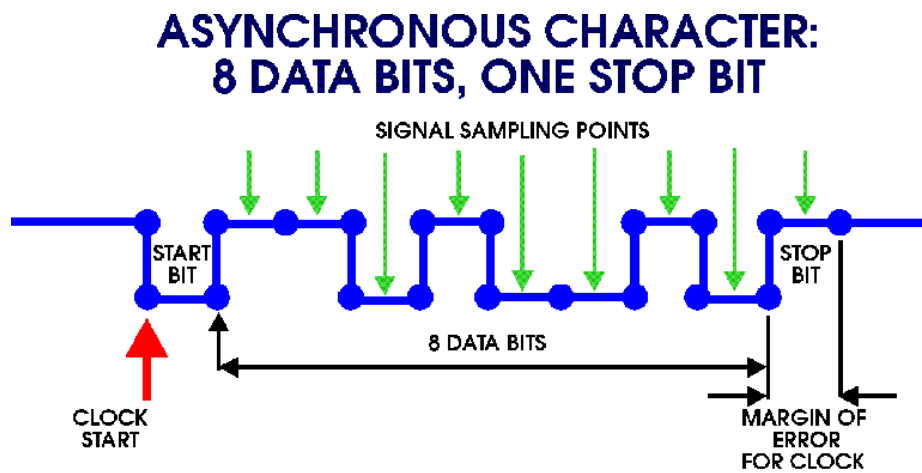 ASYNCHRONOUS CHARACTER:
8 DATA BITS, ONE STOP BIT
SIGNAL SAMPLING POINTS
START
BIT
STOP
BIT
8 DATA BITS
CLOCK
START
MARGIN OF
ERROR
FOR CLOCK